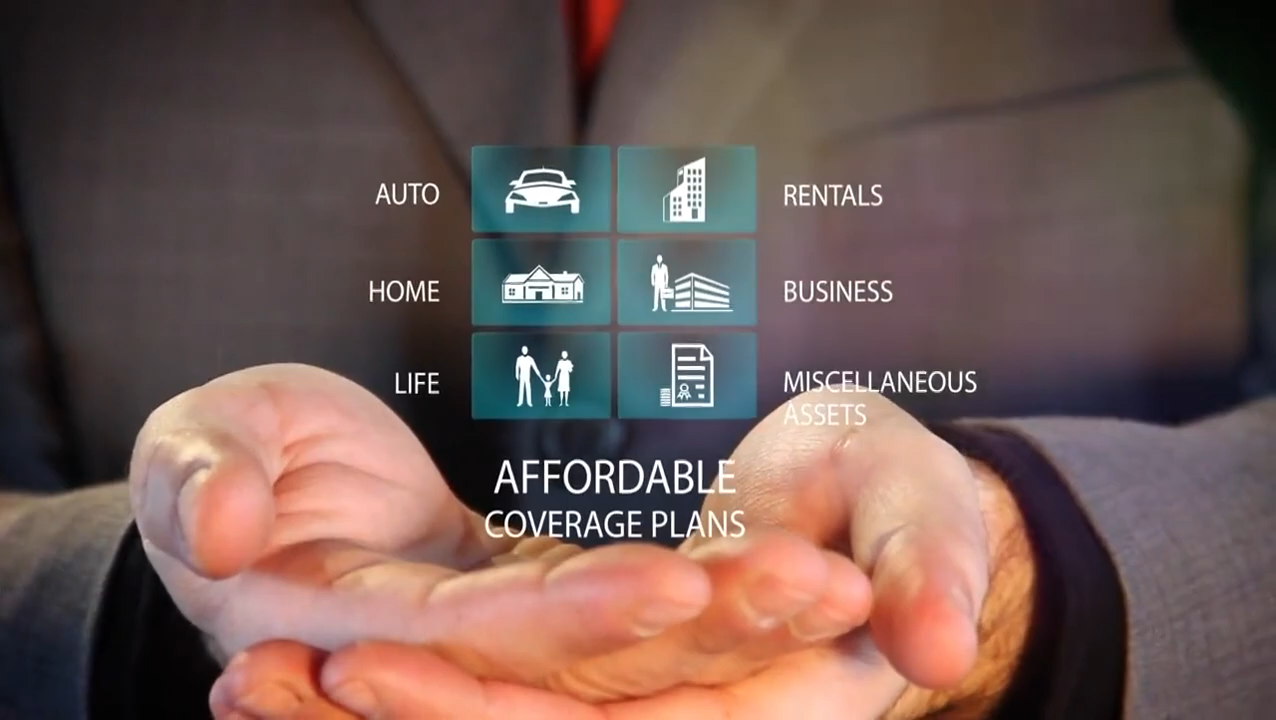 AUTO
RENTALS
HOME
BUSINESS
LIFE
MISCELLANEOUS
ASSETS
AFFORDABLE
COVERAGE PLANS